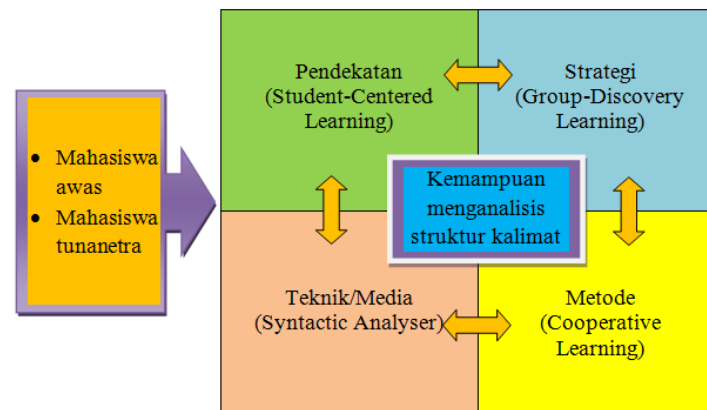 Mahasiswa
awas
Mahasiswa
tunanetra
Pendekatan
(Student-Centered
Learning)
Strategi
(Group-Discovery
Learning)
Kemampuan
menganalisis
struktur kalimat
Teknik/Media
(Syntactic Analyser)
Metode
(Cooperative
Learning)